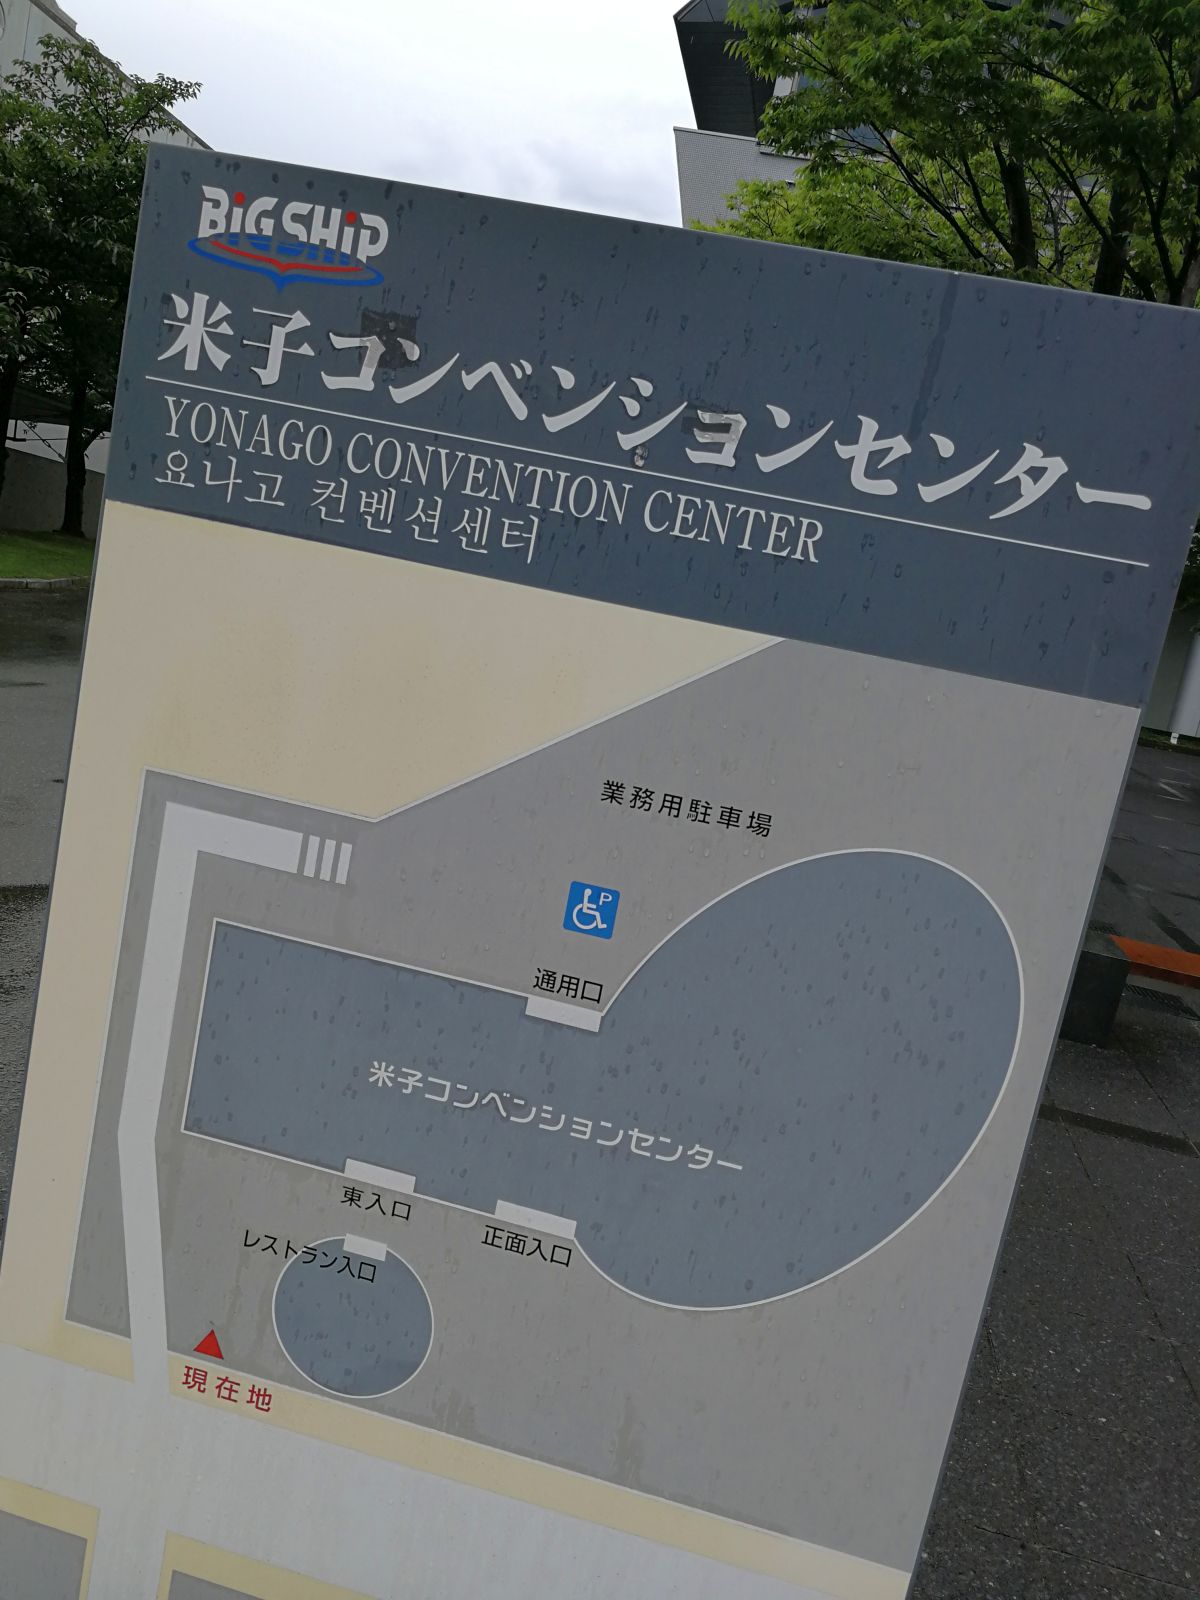 BiG SHiP
米子コンベンションセンター
YONAGO CONVENTION CENTER
요나고 컨벤션센터
業務用駐車場
P
通用口
米子コンベンションセンター
東入口
正面入口
レストラン入口
現在地